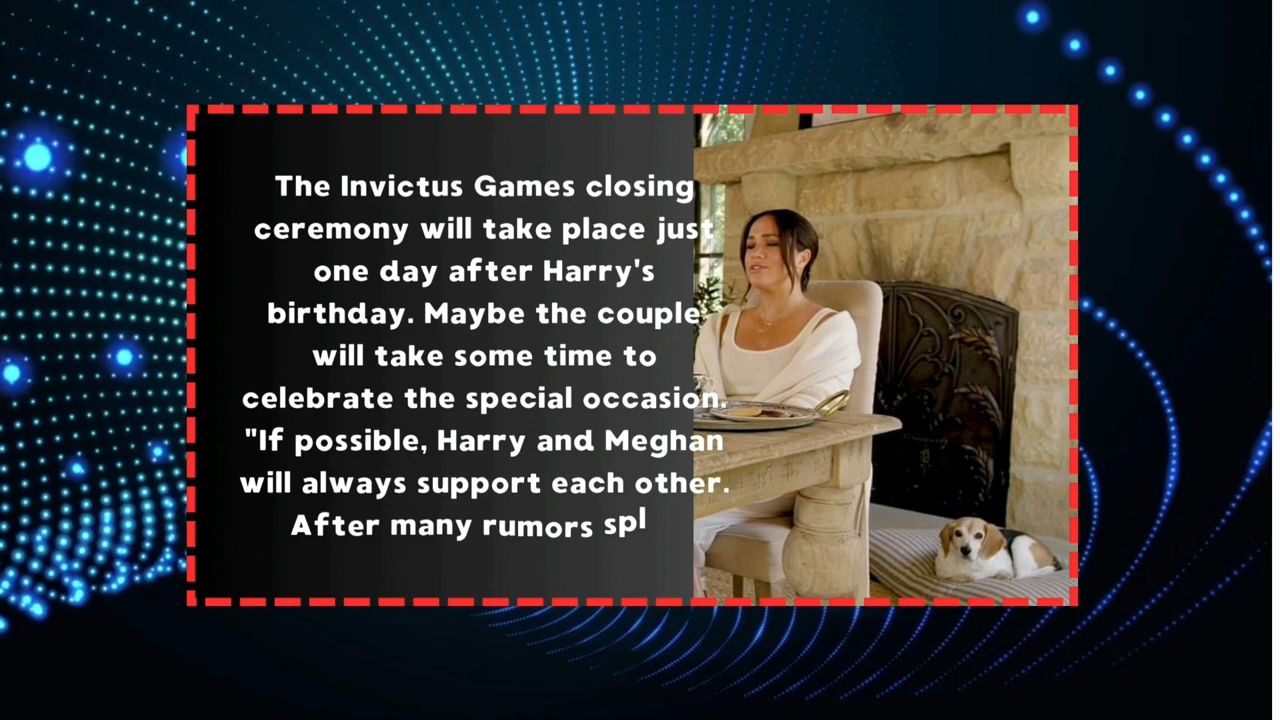 The Invictus Games closing
ceremony will take place just
one day after Harry's
birthday. Maybe the couple
will take some time to
celebrate the special occasion.
"If possible, Harry and Meghan
will always support each other.
After many rumors spl